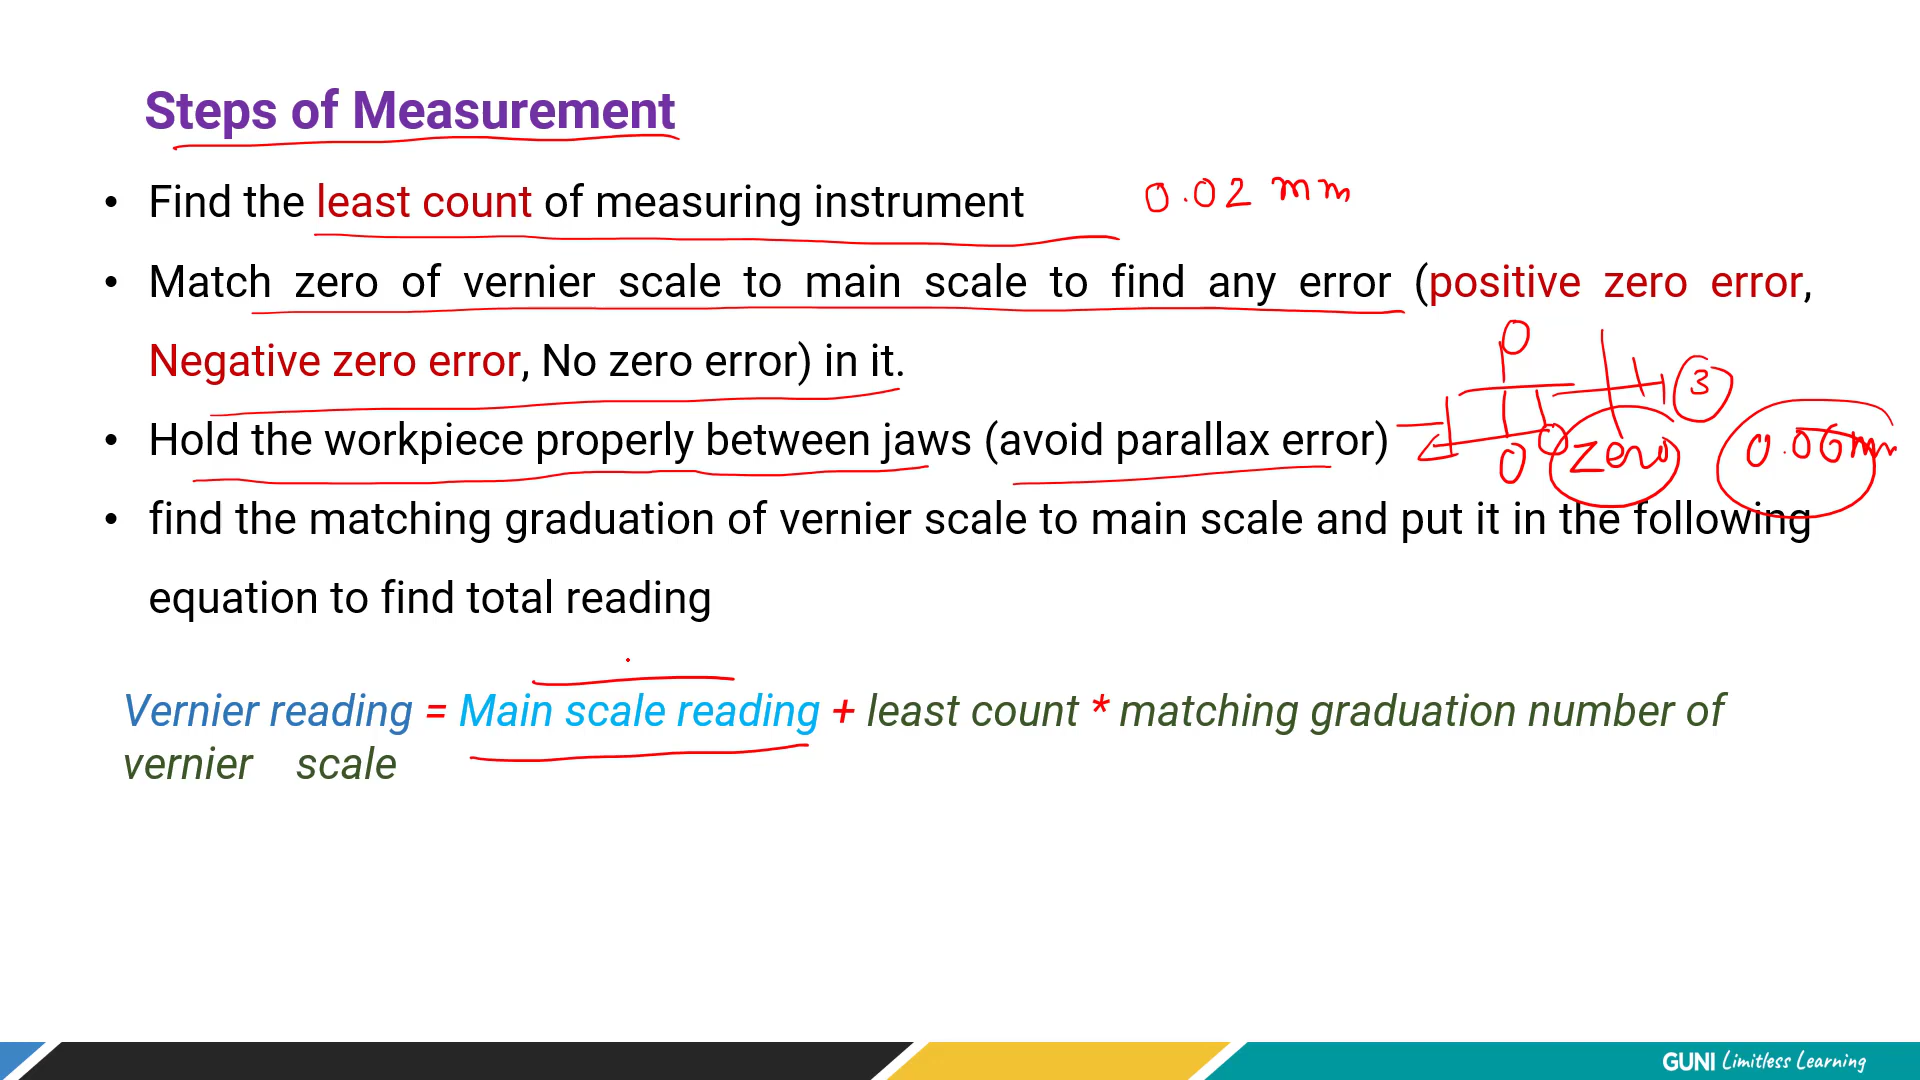 Steps of Measurement
• Find the least count of measuring instrument 0.02 mm
• Match zero of vernier scale to main scale to find any error (positive zero error,
Negative zero error, No zero error) in it.
0
3
• Hold the workpiece properly between jaws (avoid parallax error)
0 0 zero 0.06mm
• find the matching graduation of vernier scale to main scale and put it in the following
equation to find total reading
Vernier reading = Main scale reading + least count * matching graduation number of
vernier scale
GUNI Limitless Learning